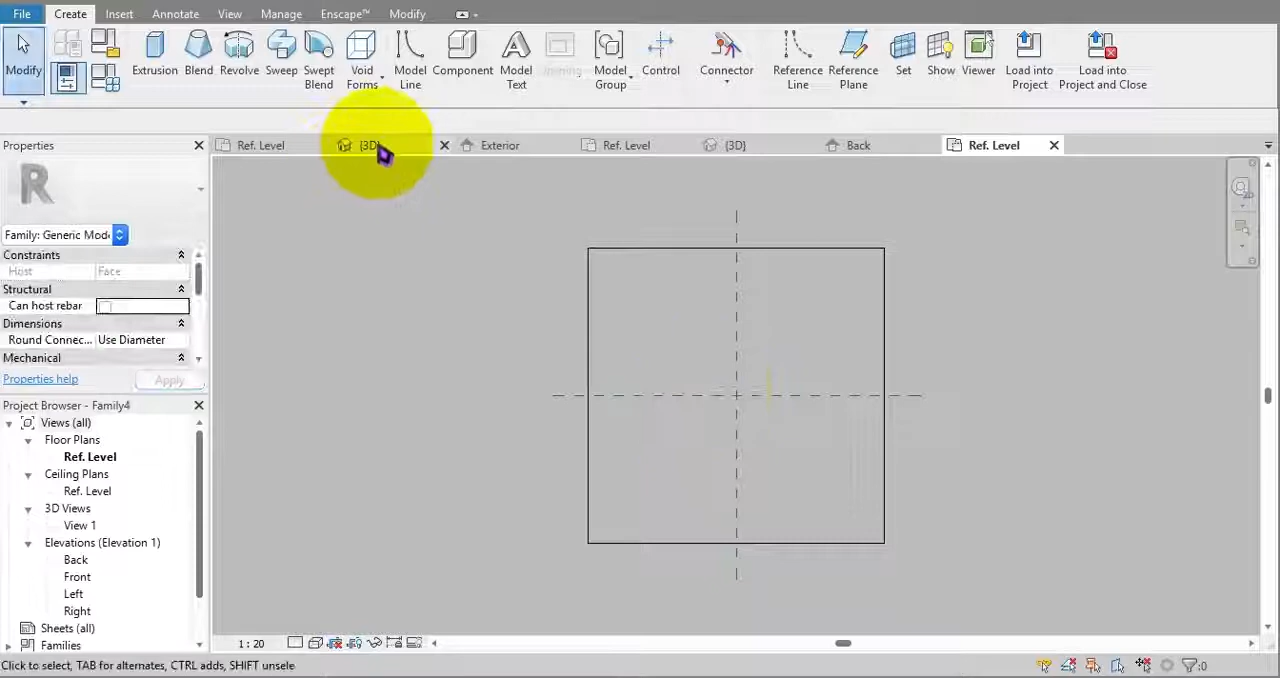 File Create Insert Annotate View Manage Enscape™ Modify
Modify Extrusion Blend Revolve Sweep Swept Blend Void Forms Model Line Component Model Text Opening Model Group Control Connector Reference Line Reference Plane Set Show Viewer Load into Project Load into Project and Close
Properties
Ref. Level {3D} Exterior Ref. Level {3D} Back Ref. Level
R
Family: Generic Mode
Constraints
Host Face
Structural
Can host rebar
Dimensions
Round Connec... Use Diameter
Mechanical
Properties help Apply
Project Browser - Family4
Views (all)
Floor Plans
Ref. Level
Ceiling Plans
Ref. Level
3D Views
View 1
Elevations (Elevation 1)
Back
Front
Left
Right
Sheets (all)
Families
1 : 20
Click to select, TAB for alternates, CTRL adds, SHIFT unsele
:0